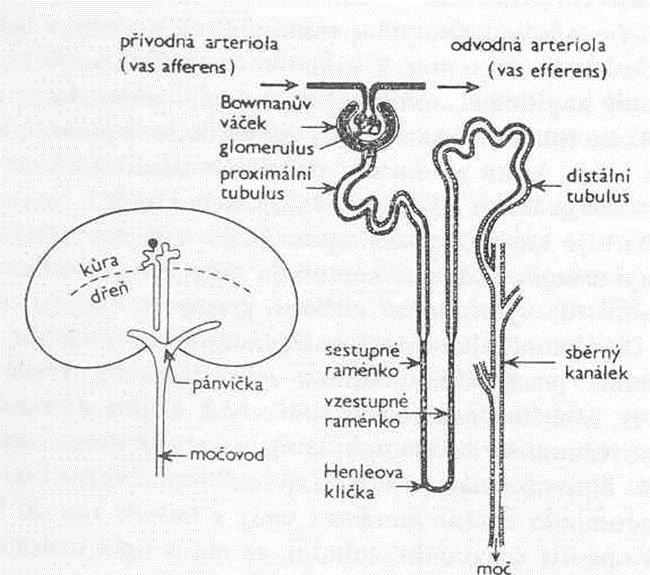 přívodná arteriola
(vas afferens)
odvodná arteriola
(vas efferens)
Bowmanův
váček
glomerulus
proximální
tubulus
distální
tubulus
kůra
dřeň
pánvička
močovod
sestupné
raménko
vzestupné
raménko
Henleova
klička
sběrný
kanálek
moč